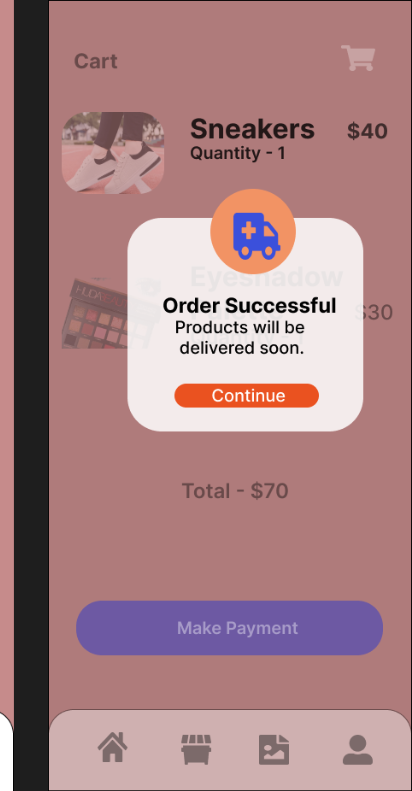 Cart
Sneakers
$40
Quantity - 1
Eyeshadow
Order Successful
$30
Products will be
delivered soon.
Continue
Total - $70
Make Payment